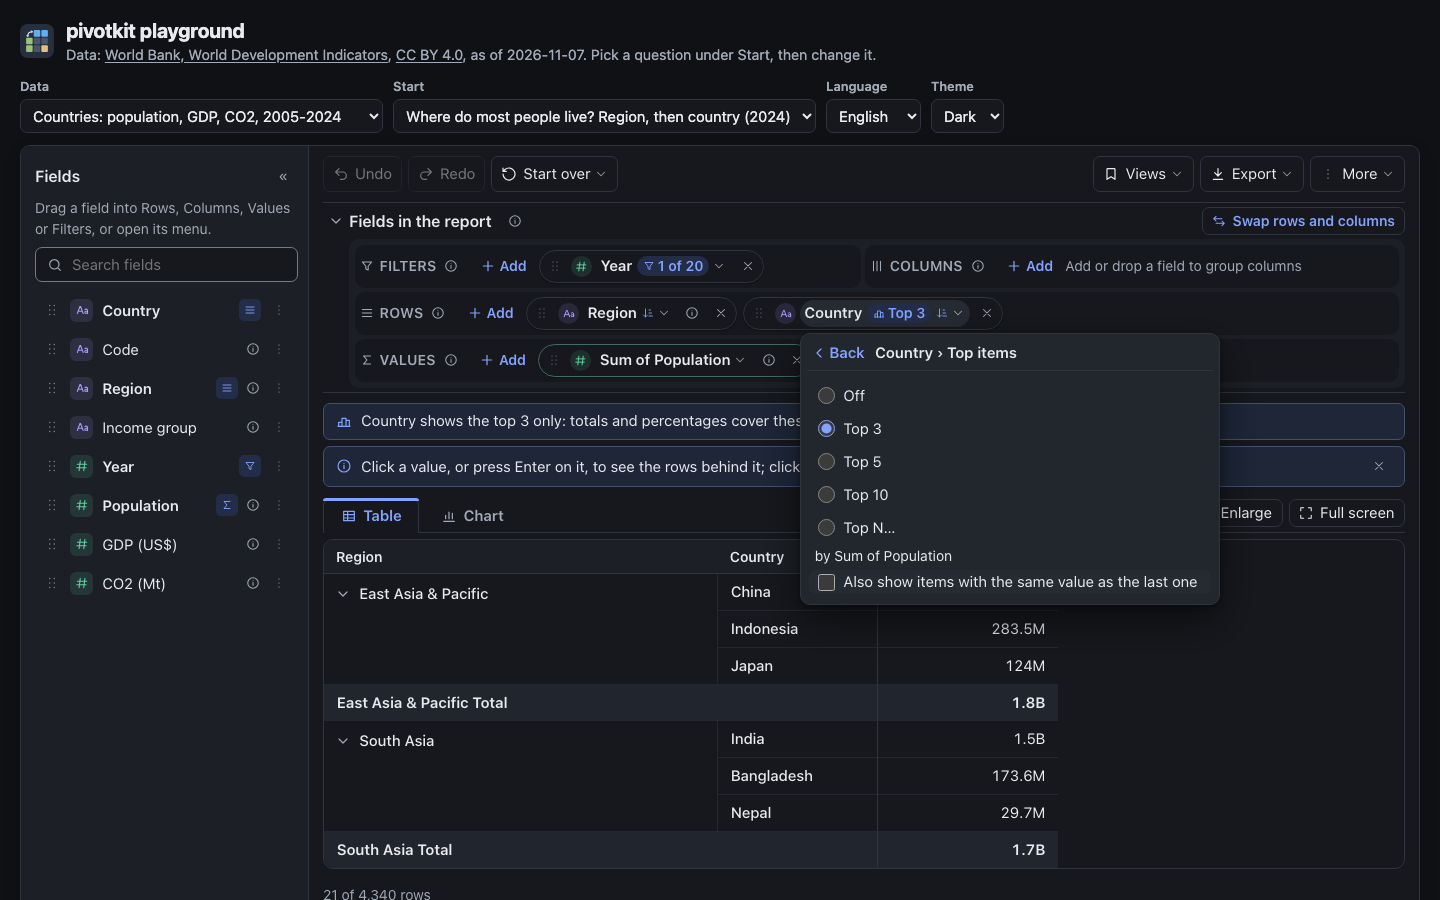 pivotkit playground
Data: World Bank, World Development Indicators, CC BY 4.0, as of 2026-11-07. Pick a question under Start, then change it.
Data
Start
Language
Theme
Countries: population, GDP, CO2, 2005-2024
Where do most people live? Region, then country (2024)
English
Dark
Fields
«
Drag a field into Rows, Columns, Values
or Filters, or open its menu.
Search fields
Aa Country
Aa Code
Aa Region
Aa Income group
# Year
# Population Σ
# GDP (US$)
# CO2 (Mt)
Undo
Redo
Start over
Views
Export
More
Fields in the report
Swap rows and columns
FILTERS
+ Add
# Year 1 of 20
COLUMNS
+ Add
Add or drop a field to group columns
ROWS
+ Add
Aa Region
Aa Country Top 3
Σ VALUES
+ Add
# Sum of Population
Back Country › Top items
Off
Top 3
Top 5
Top 10
Top N...
by Sum of Population
Also show items with the same value as the last one
Country shows the top 3 only: totals and percentages cover
Click a value, or press Enter on it, to see the rows behind it; click
Table
Chart
Enlarge
Full screen
Region
Country
East Asia & Pacific
China
Indonesia 283.5M
Japan 124M
East Asia & Pacific Total 1.8B
South Asia
India 1.5B
Bangladesh 173.6M
Nepal 29.7M
South Asia Total 1.7B
21 of 4,340 rows